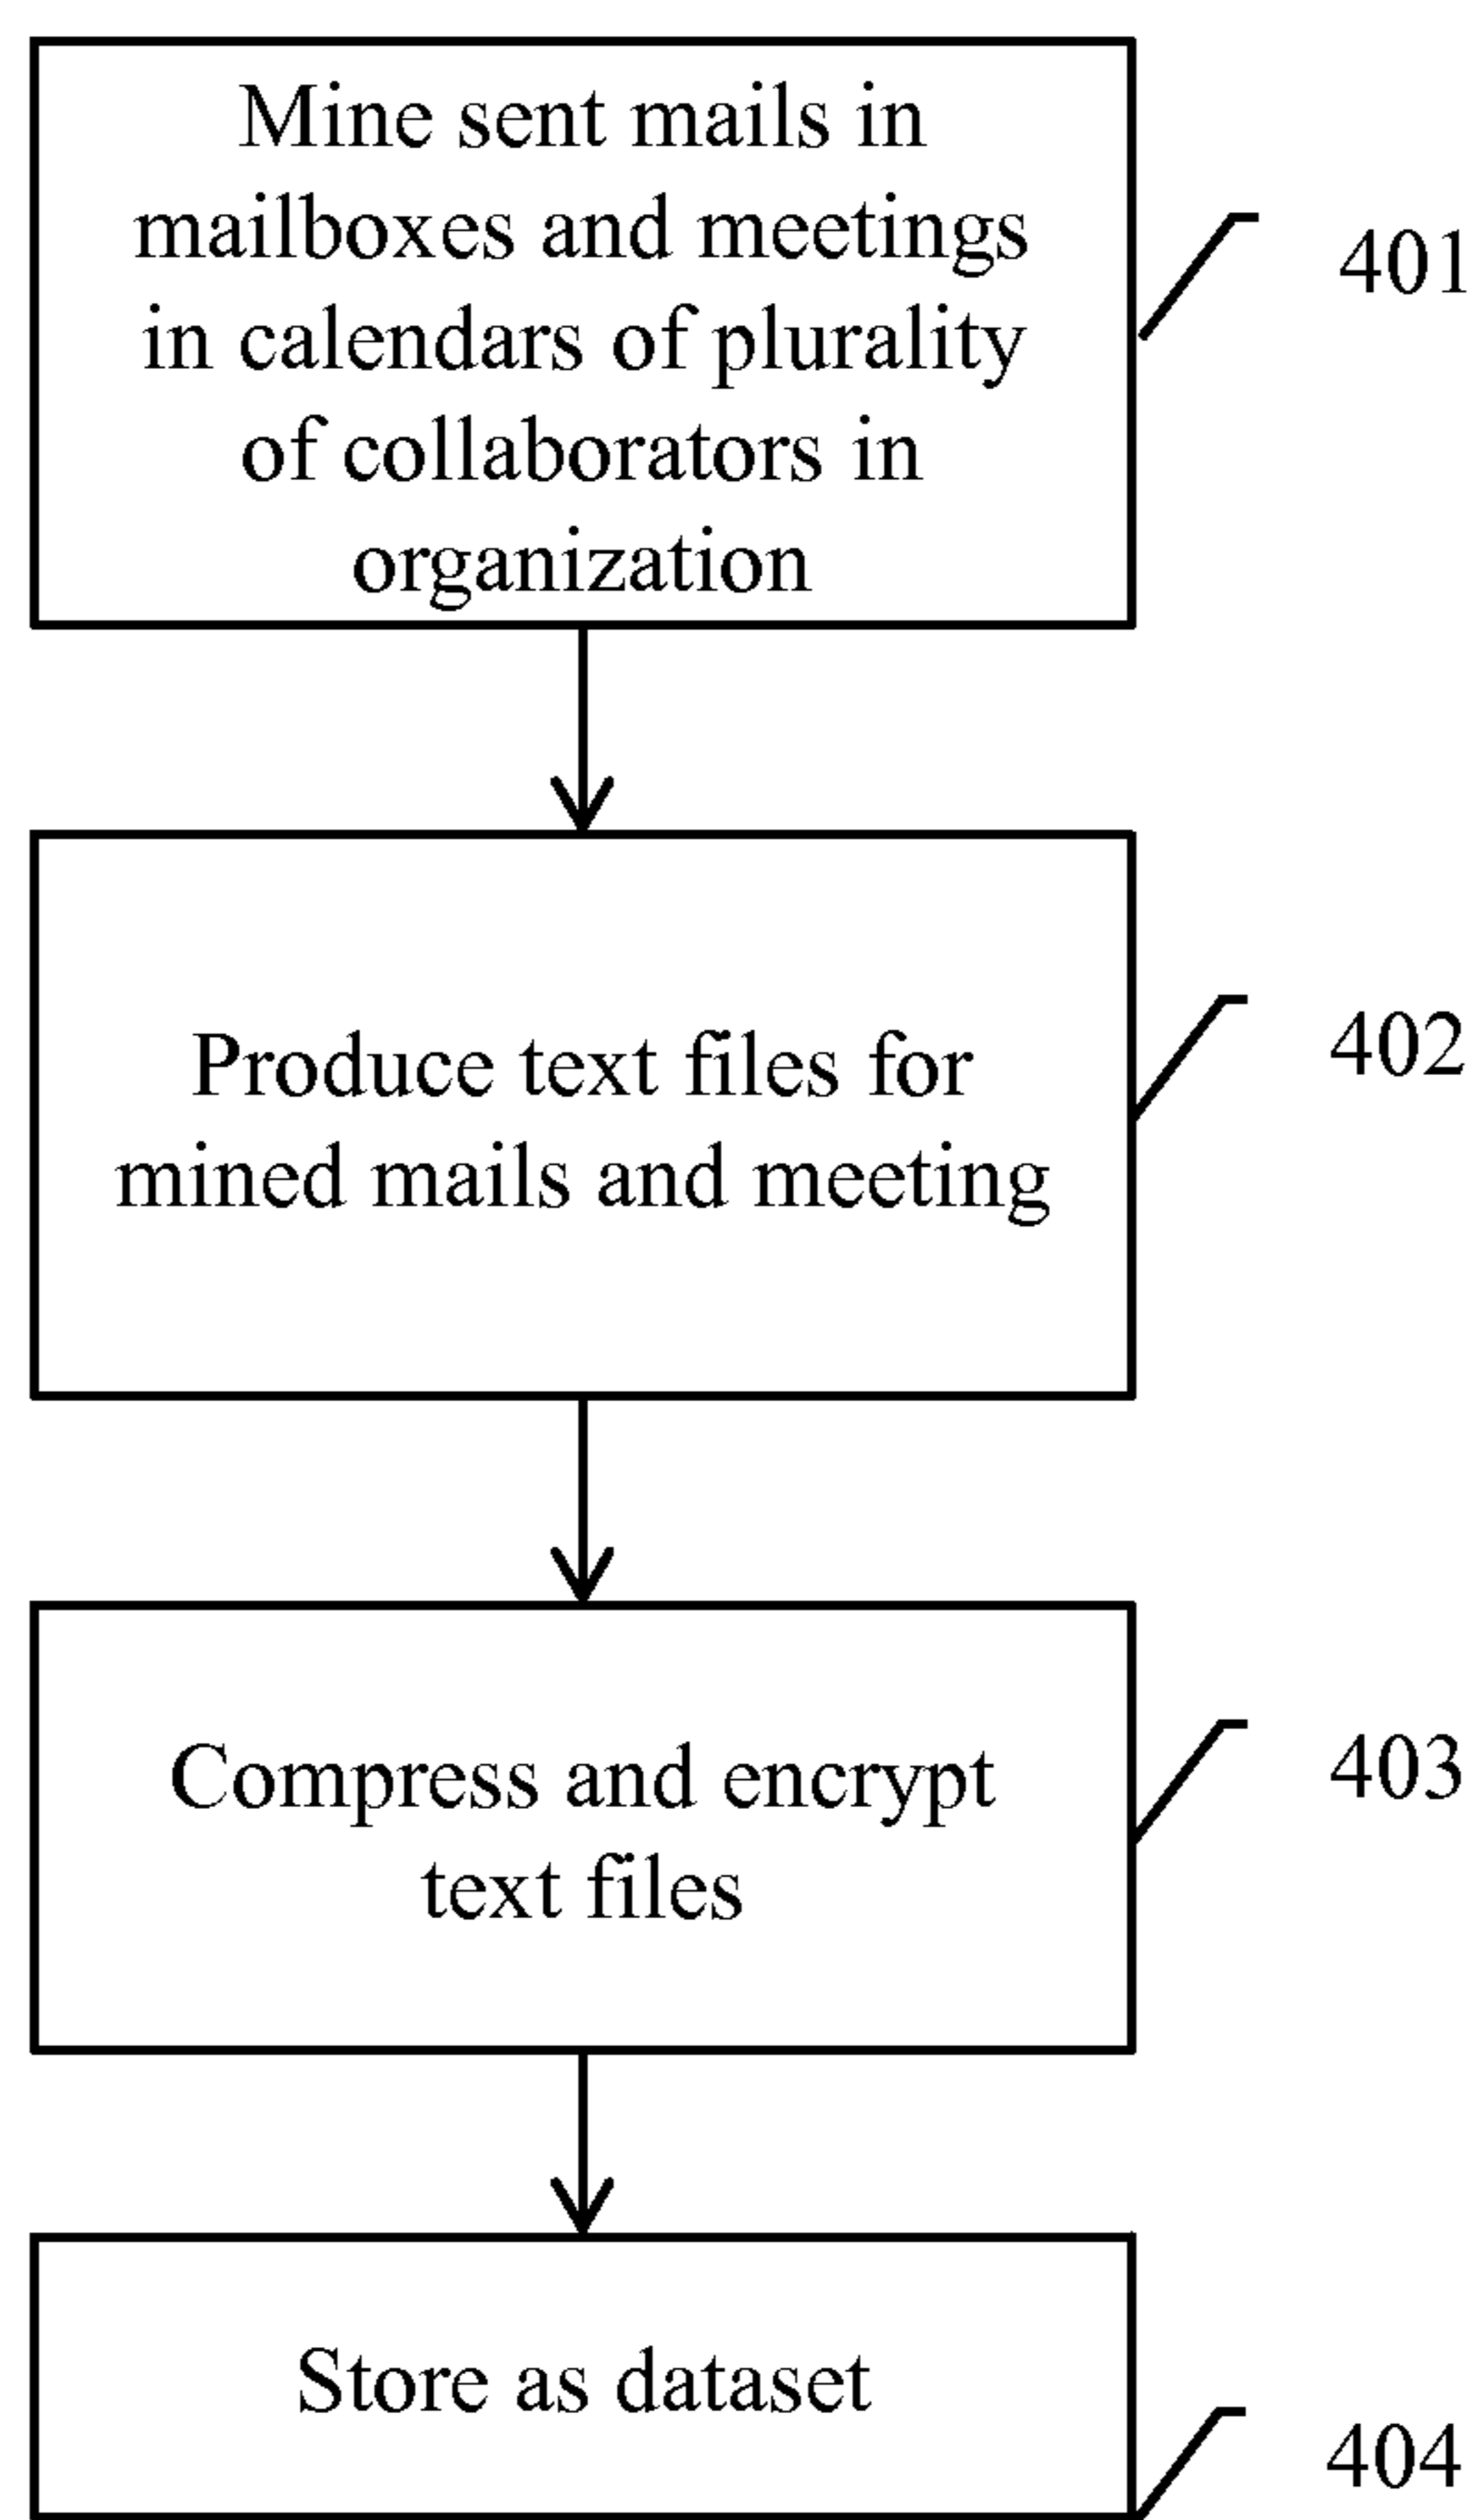 Mine sent mails in
mailboxes and meetings
in calendars of plurality
of collaborators in
organization
401
Produce text files for
mined mails and meeting
402
Compress and encrypt
text files
403
Store as dataset
404